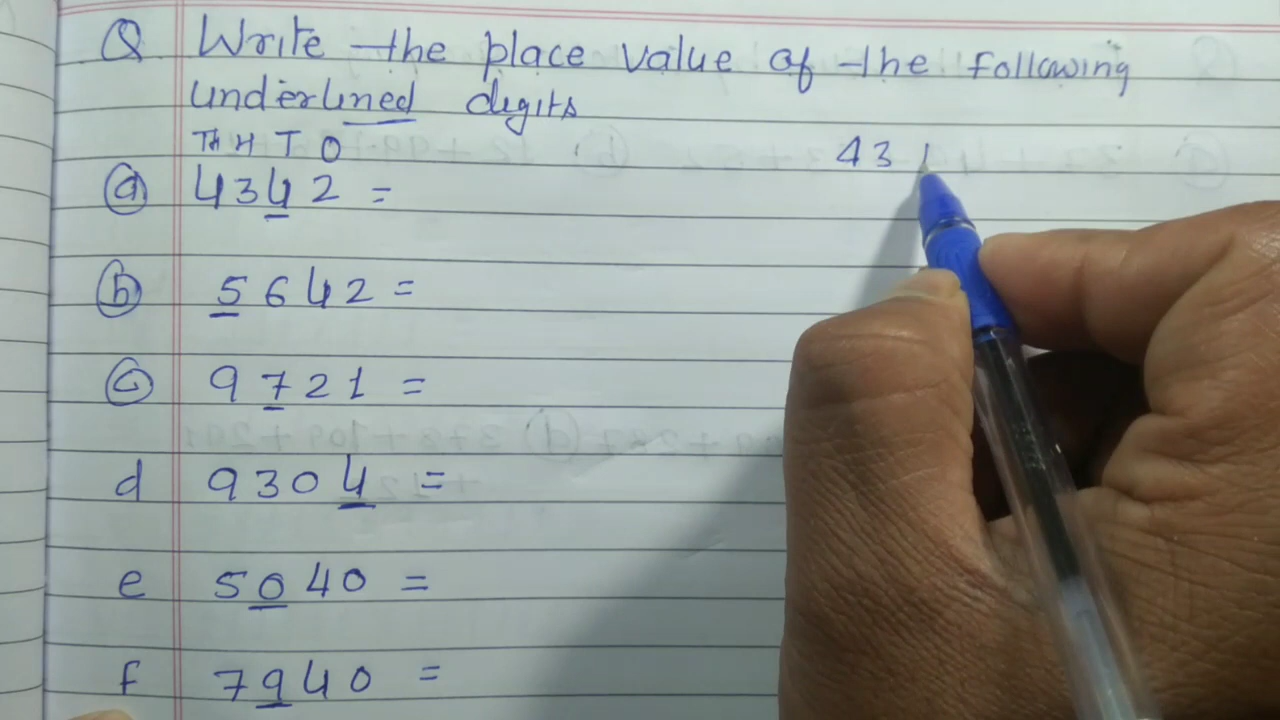 Q Write the place value of the following
underlined digits
TH H T O
43
(a) 4342 =
(b) 5642 =
(c) 9721 =
d 9304 =
e 5040 =
f 7940 =